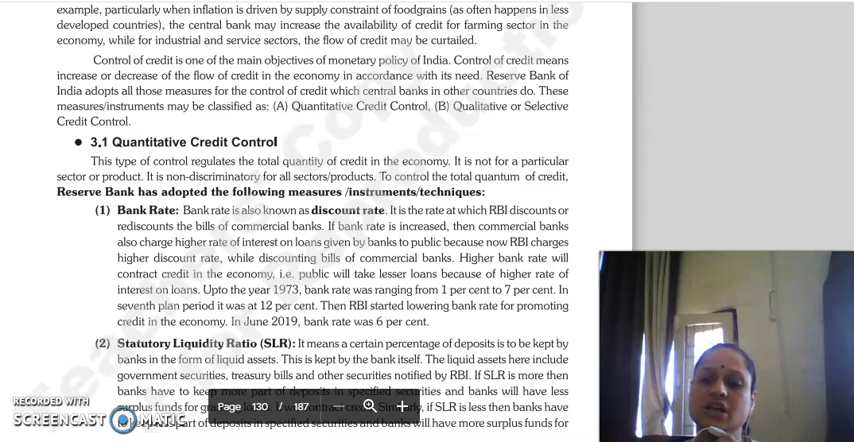 example, particularly when inflation is driven by supply constraint of foodgrains (as often happens in less
developed countries), the central bank may increase the availability of credit for farming sector in the
economy, while for industrial and service sectors, the flow of credit may be curtailed.
Control of credit is one of the main objectives of monetary policy of India. Control of credit means
increase or decrease of the flow of credit in the economy in accordance with its need. Reserve Bank of
India adopts all those measures for the control of credit which central banks in other countries do. These
measures/instruments may be classified as: (A) Quantitative Credit Control, (B) Qualitative or Selective
Credit Control.
● 3.1 Quantitative Credit Control
This type of control regulates the total quantity of credit in the economy. It is not for a particular
sector or product. It is non-discriminatory for all sectors/products. To control the total quantum of credit,
Reserve Bank has adopted the following measures /instruments/techniques:
(1) Bank Rate: Bank rate is also known as discount rate. It is the rate at which RBI discounts or
rediscounts the bills of commercial banks. If bank rate is increased, then commercial banks
also charge higher rate of interest on loans given by banks to public because now RBI charges
higher discount rate, while discounting bills of commercial banks. Higher bank rate will
contract credit in the economy, i.e. public will take lesser loans because of higher rate of
interest on loans. Upto the year 1973, bank rate was ranging from 1 per cent to 7 per cent. In
seventh plan period it was at 12 per cent. Then RBI started lowering bank rate for promoting
credit in the economy. In June 2019, bank rate was 6 per cent.
(2) Statutory Liquidity Ratio (SLR): It means a certain percentage of deposits is to be kept by
banks in the form of liquid assets. This is kept by the bank itself. The liquid assets here include
government securities, treasury bills and other securities notified by RBI. If SLR is more then
banks have to keep more part of deposits in specified securities and banks will have less
surplus funds for if SLR is less then banks have
part of deposits in specified securities and banks will have more surplus funds for
Page 130 / 187
RECORDED WITH
SCREENCAST MATIC